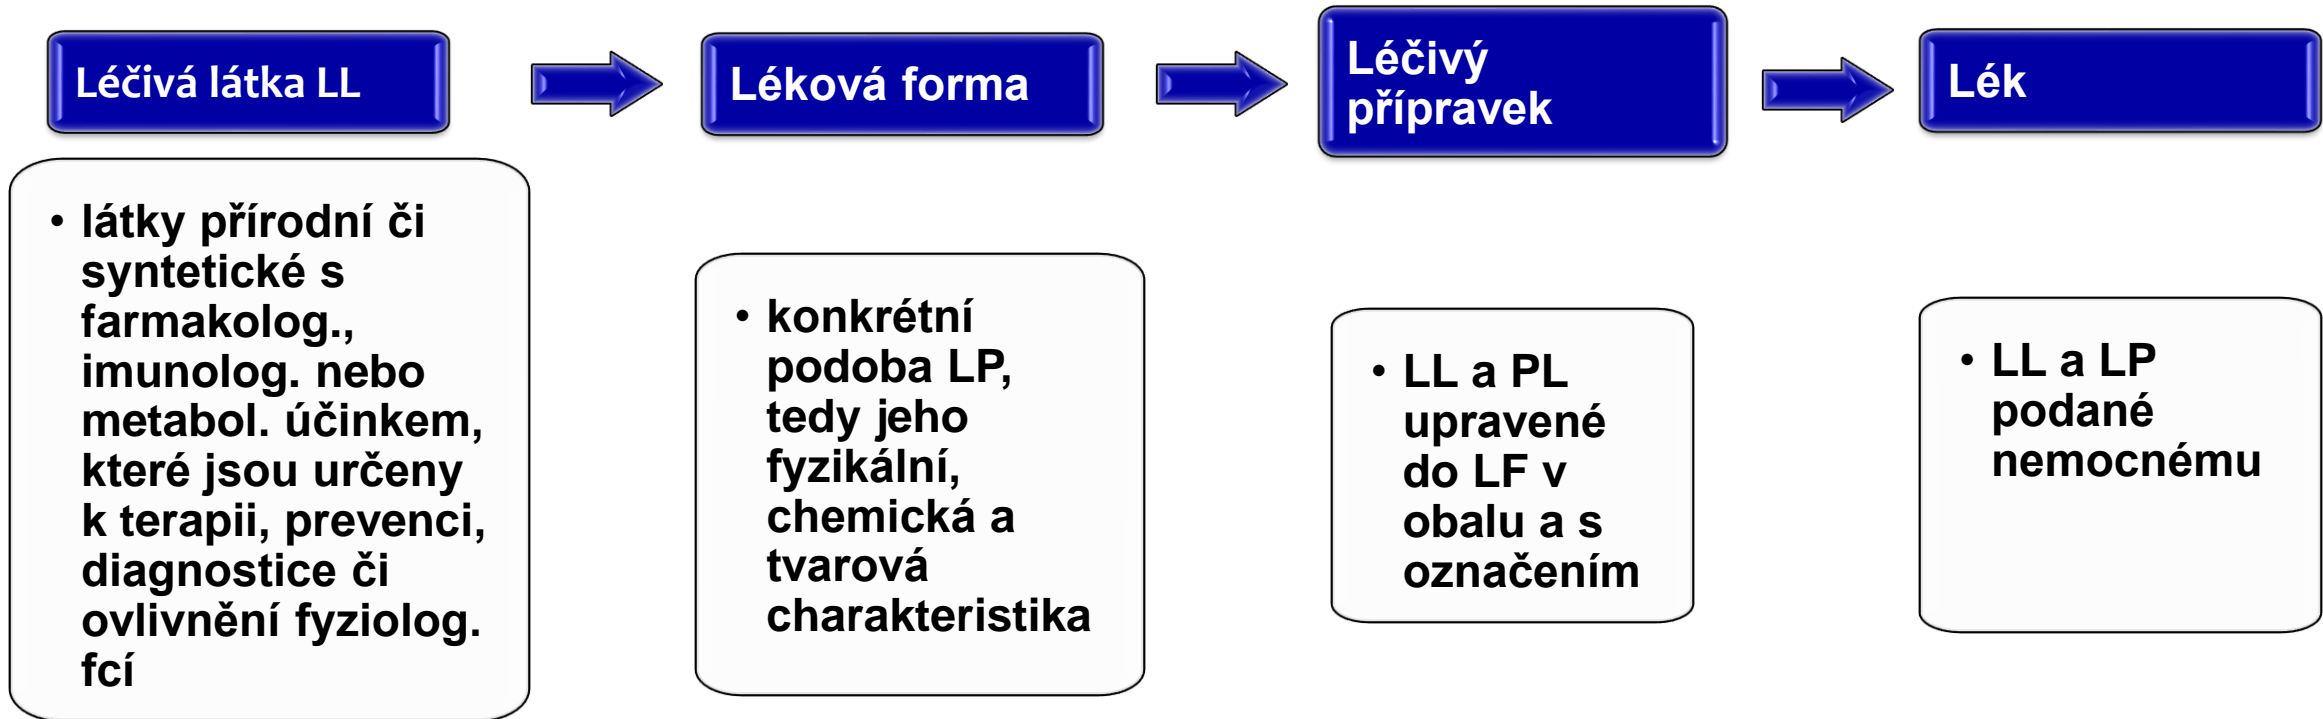 Léčivá látka LL
Léková forma
Léčivý
přípravek
Lék
• látky přírodní či
syntetické s
farmakolog.,
imunolog. nebo
metabol. účinkem,
které jsou určeny
k terapii, prevenci,
diagnostice či
ovlivnění fyziolog.
fcí
• konkrétní
podoba LP,
tedy jeho
fyzikální,
chemická a
tvarová
charakteristika
• LL a PL
upravené
do LF v
obalu a s
označením
• LL a LP
podané
nemocnému